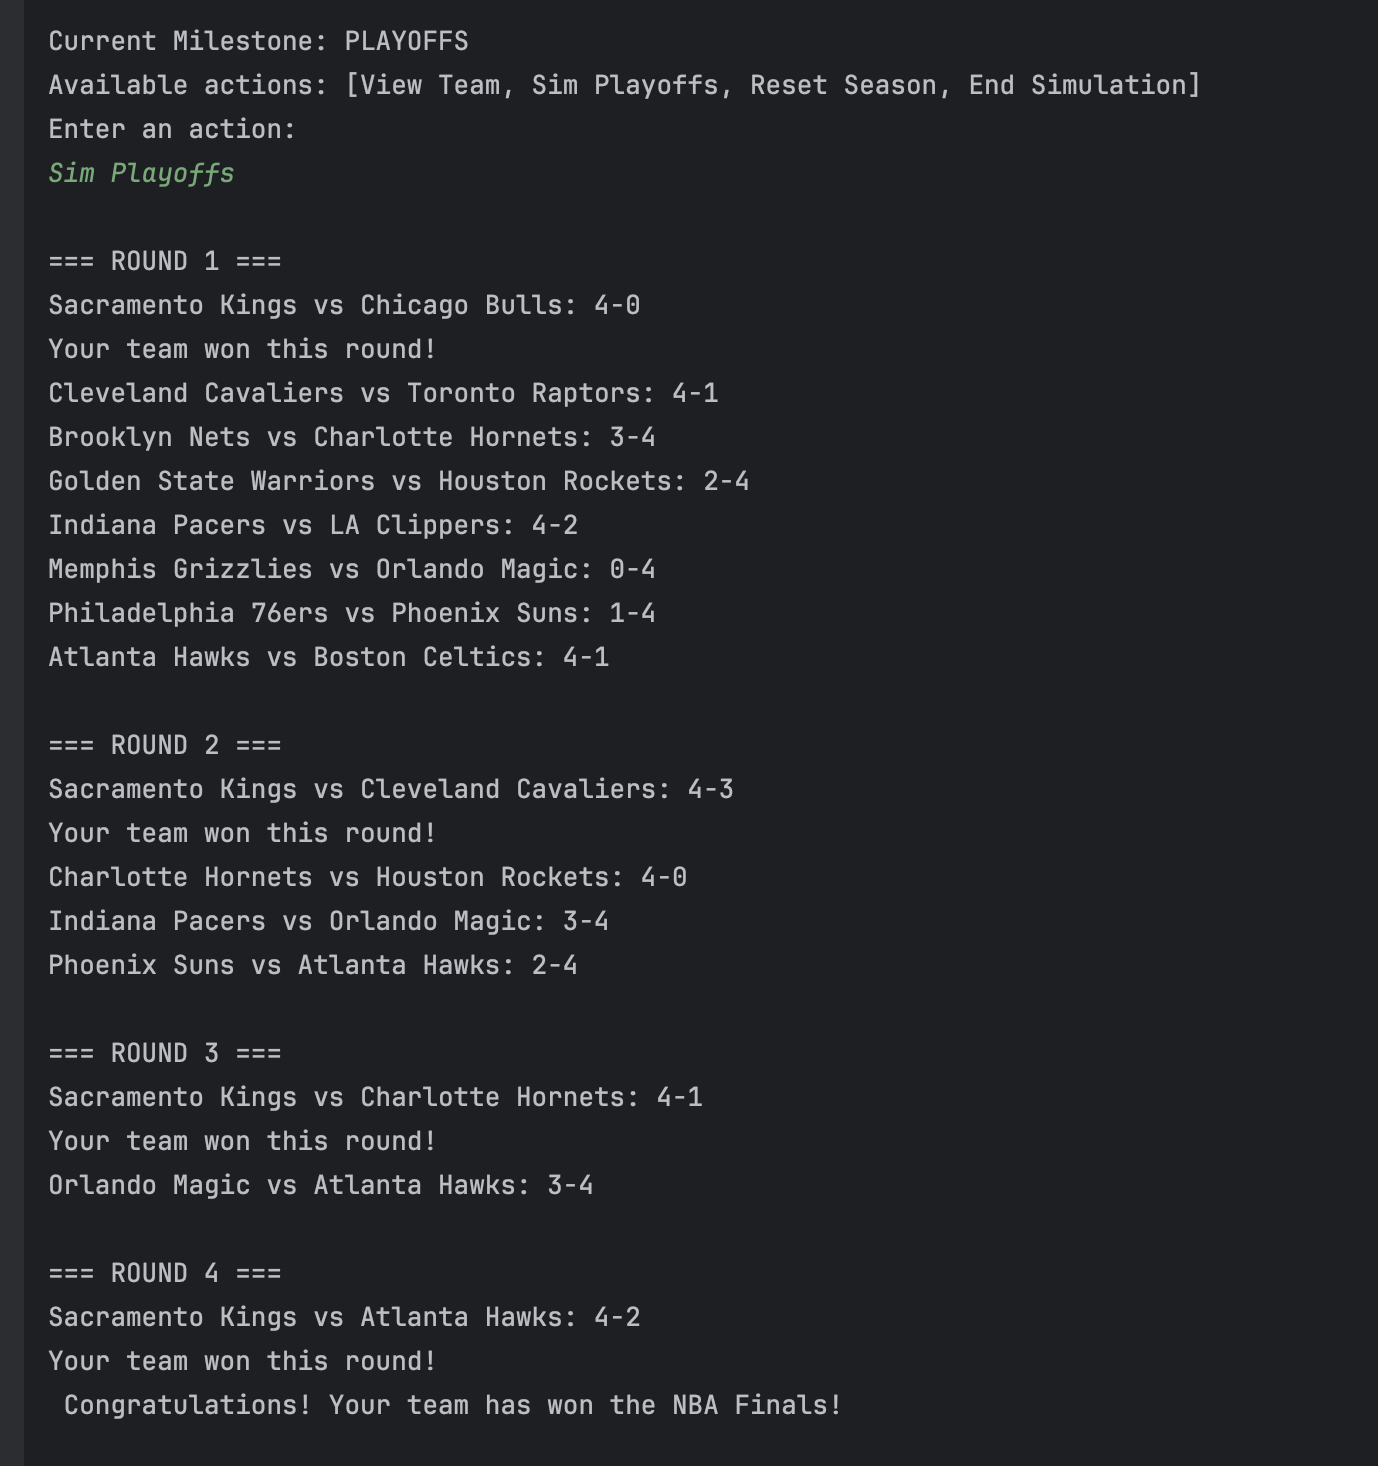 Current Milestone: PLAYOFFS
Available actions: [View Team, Sim Playoffs, Reset Season, End Simulation]
Enter an action:
Sim Playoffs
=== ROUND 1 ===
Sacramento Kings vs Chicago Bulls: 4-0
Your team won this round!
Cleveland Cavaliers vs Toronto Raptors: 4-1
Brooklyn Nets vs Charlotte Hornets: 3-4
Golden State Warriors vs Houston Rockets: 2-4
Indiana Pacers vs LA Clippers: 4-2
Memphis Grizzlies vs Orlando Magic: 0-4
Philadelphia 76ers vs Phoenix Suns: 1-4
Atlanta Hawks vs Boston Celtics: 4-1
=== ROUND 2 ===
Sacramento Kings vs Cleveland Cavaliers: 4-3
Your team won this round!
Charlotte Hornets vs Houston Rockets: 4-0
Indiana Pacers vs Orlando Magic: 3-4
Phoenix Suns vs Atlanta Hawks: 2-4
=== ROUND 3 ===
Sacramento Kings vs Charlotte Hornets: 4-1
Your team won this round!
Orlando Magic vs Atlanta Hawks: 3-4
=== ROUND 4 ===
Sacramento Kings vs Atlanta Hawks: 4-2
Your team won this round!
Congratulations! Your team has won the NBA Finals!